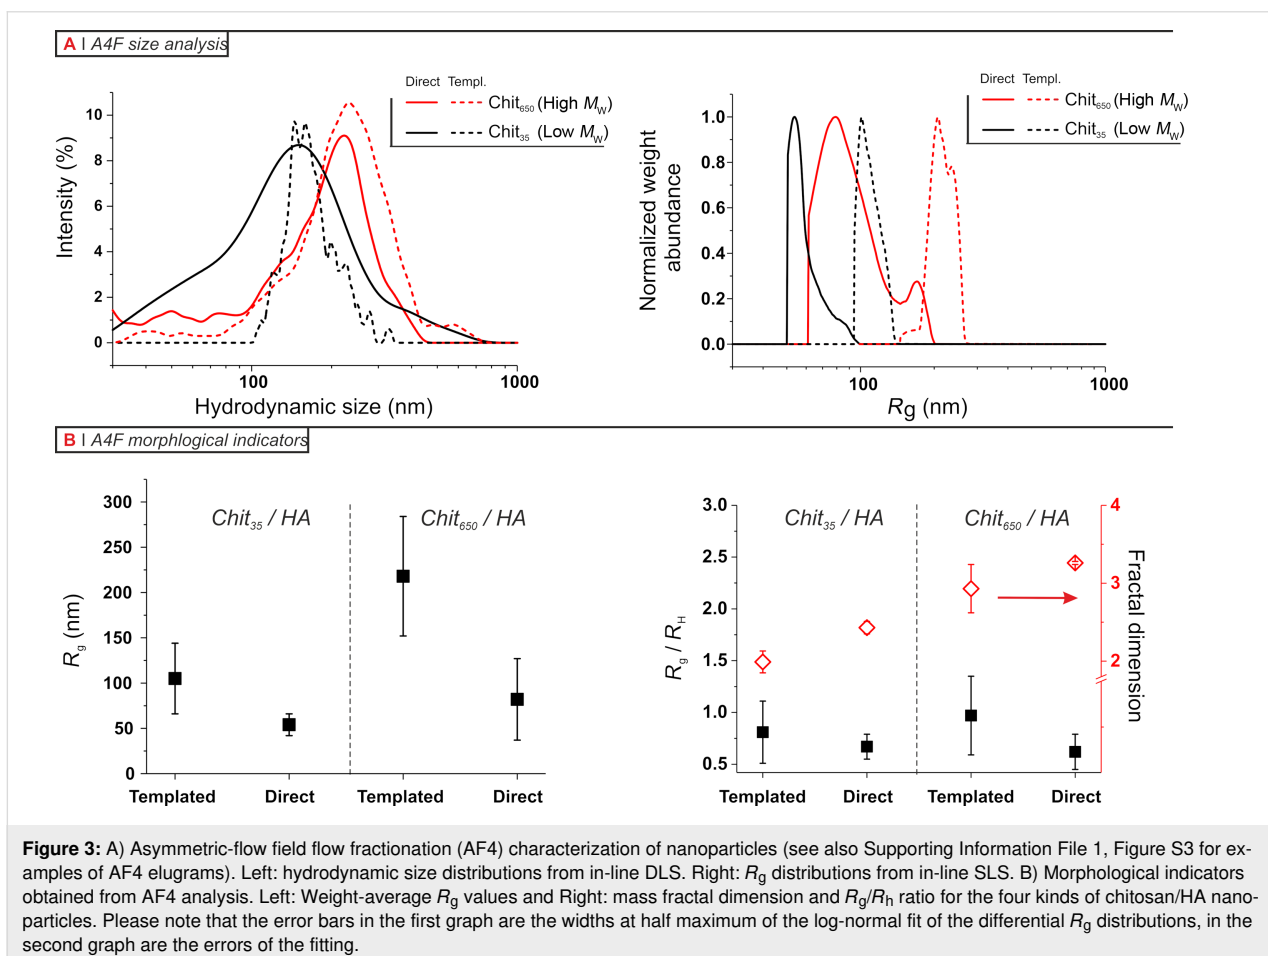 A | A4F size analysis
Direct Templ.
Chit650 (High MW)
Chit35 (Low MW)
Intensity (%)
10
8
6
4
2
0
100
1000
Hydrodynamic size (nm)
Direct Templ.
Chit650 (High MW)
Chit35 (Low MW)
Normalized weight
abundance
1.0
0.8
0.6
0.4
0.2
0.0
100
1000
Rg (nm)
B | A4F morphlogical indicators
Rg (nm)
300
250
200
150
100
50
0
Chit35 / HA
Chit650 / HA
Templated
Direct
Templated
Direct
Rg / RH
3.0
2.5
2.0
1.5
1.0
0.5
Chit35 / HA
Chit650 / HA
4
3
2
Fractal dimension
Templated
Direct
Templated
Direct
Figure 3: A) Asymmetric-flow field flow fractionation (AF4) characterization of nanoparticles (see also Supporting Information File 1, Figure S3 for ex-
amples of AF4 elugrams). Left: hydrodynamic size distributions from in-line DLS. Right: Rg distributions from in-line SLS. B) Morphological indicators
obtained from AF4 analysis. Left: Weight-average Rg values and Right: mass fractal dimension and Rg/Rh ratio for the four kinds of chitosan/HA nano-
particles. Please note that the error bars in the first graph are the widths at half maximum of the log-normal fit of the differential Rg distributions, in the
second graph are the errors of the fitting.